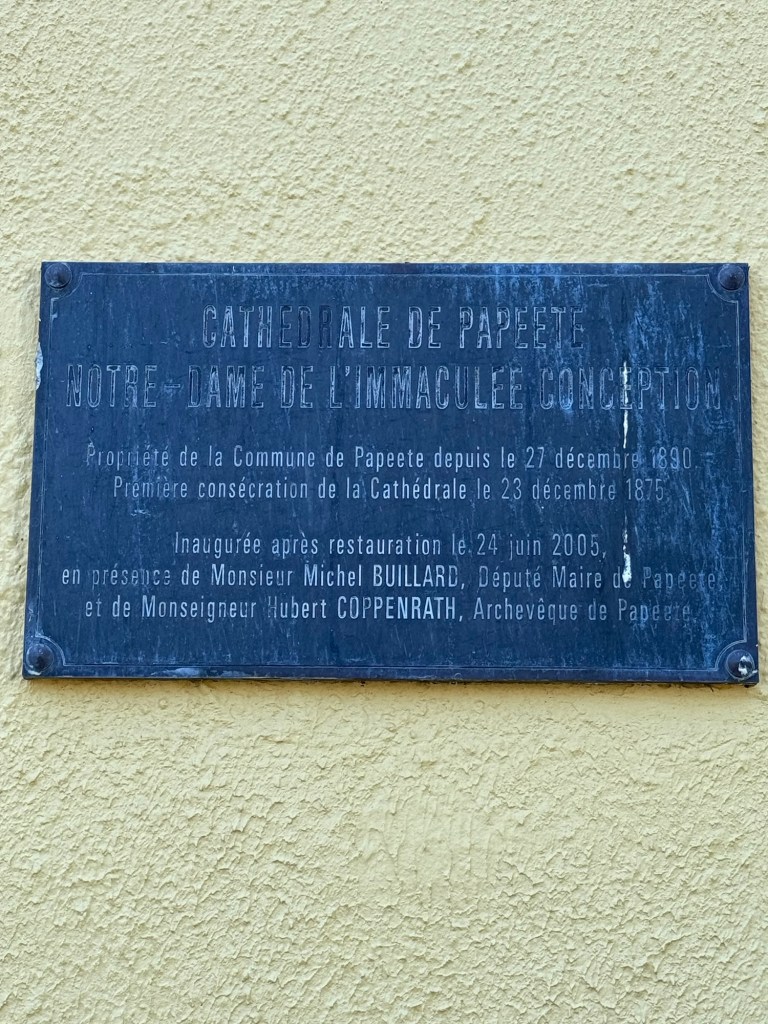 CATHEDRALE DE PAPEETE
NOTRE-DAME DE L'IMMACULEE CONCEPTION
Propriété de la Commune de Papeete depuis le 27 décembre 1890.
Première consécration de la Cathédrale le 23 décembre 1875.
Inaugurée après restauration le 24 juin 2005,
en présence de Monsieur Michel BUILLARD, Député Maire de Papeete,
et de Monseigneur Hubert COPPENRATH, Archevêque de Papeete.